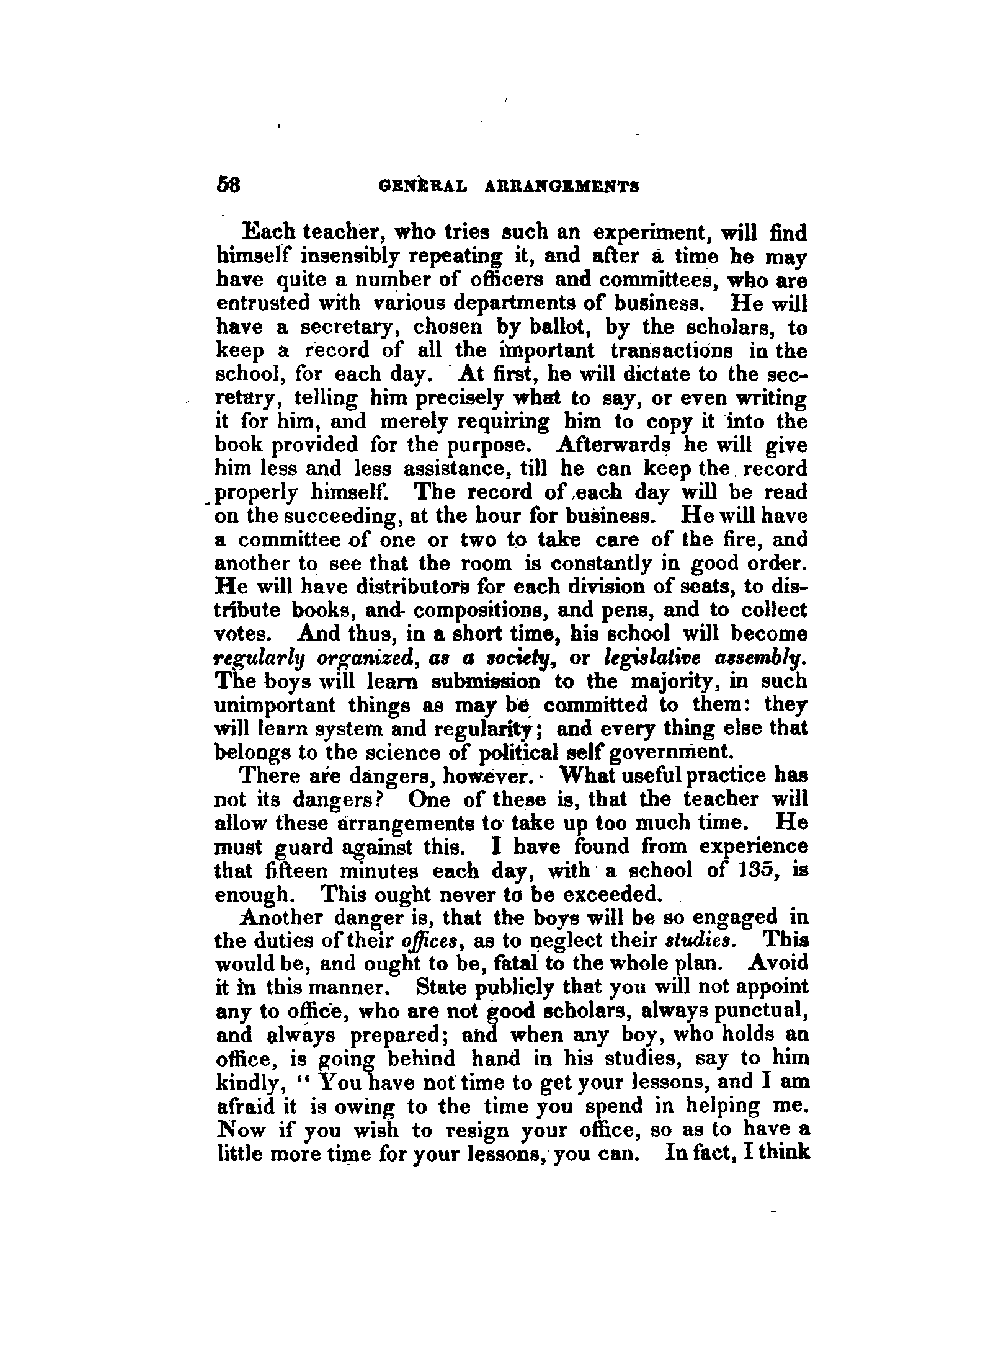 58 GENERAL ARRANGEMENTS
Each teacher, who tries such an experiment, will find
himself insensibly repeating it, and after a time he may
have quite a number of officers and committees, who are
entrusted with various departments of business. He will
have a secretary, chosen by ballot, by the scholars, to
keep a record of all the important transactions in the
school, for each day. At first, he will dictate to the sec-
retary, telling him precisely what to say, or even writing
it for him, and merely requiring him to copy it into the
book provided for the purpose. Afterwards he will give
him less and less assistance, till he can keep the record
properly himself. The record of each day will be read
on the succeeding, at the hour for business. He will have
a committee of one or two to take care of the fire, and
another to see that the room is constantly in good order.
He will have distributors for each division of seats, to dis-
tribute books, and compositions, and pens, and to collect
votes. And thus, in a short time, his school will become
regularly organized, as a society, or legislative assembly.
The boys will learn submission to the majority, in such
unimportant things as may be committed to them: they
will learn system and regularity; and every thing else that
belongs to the science of political self government.
There are dangers, however. What useful practice has
not its dangers? One of these is, that the teacher will
allow these arrangements to take up too much time. He
must guard against this. I have found from experience
that fifteen minutes each day, with a school of 135, is
enough. This ought never to be exceeded.
Another danger is, that the boys will be so engaged in
the duties of their offices, as to neglect their studies. This
would be, and ought to be, fatal to the whole plan. Avoid
it in this manner. State publicly that you will not appoint
any to office, who are not good scholars, always punctual,
and always prepared; and when any boy, who holds an
office, is going behind hand in his studies, say to him
kindly, " You have not time to get your lessons, and I am
afraid it is owing to the time you spend in helping me.
Now if you wish to resign your office, so as to have a
little more time for your lessons, you can. In fact, I think